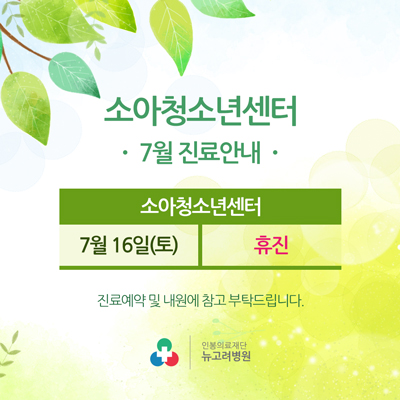 소아청소년센터
· 7월 진료안내 ·
소아청소년센터
7월 16일(토) 휴진
진료예약 및 내원에 참고 부탁드립니다.
인봉의료재단
뉴고려병원